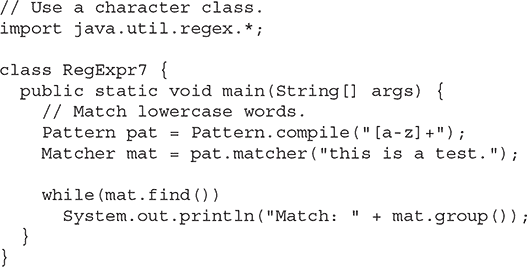 // Use a character class.
import java.util.regex.*;

class RegExpr7 {
  public static void main(String[] args) {
    // Match lowercase words.
    Pattern pat = Pattern.compile("[a-z]+");
    Matcher mat = pat.matcher("this is a test.");

    while(mat.find())
      System.out.println("Match: " + mat.group());
  }
}